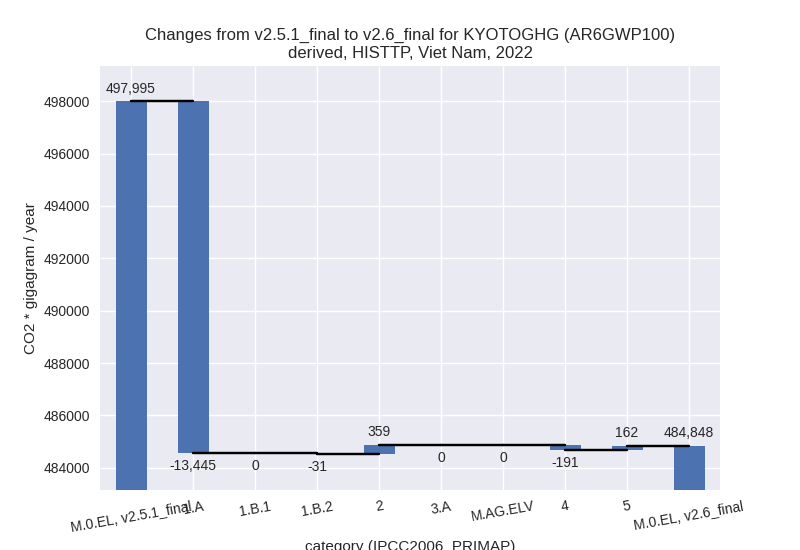 Changes from v2.5.1_final to v2.6_final for KYOTOGHG (AR6GWP100)
derived, HISTTP, Viet Nam, 2022
CO2 * gigagram / year
498000
496000
494000
492000
490000
488000
486000
484000
497,995
-13,445
0
-31
359
0
0
-191
162
484,848
M.0.EL, v2.5.1_final
1.A
1.B.1
1.B.2
2
3.A
M.AG.ELV
4
5
M.0.EL, v2.6_final
category (IPCC2006_PRIMAP)